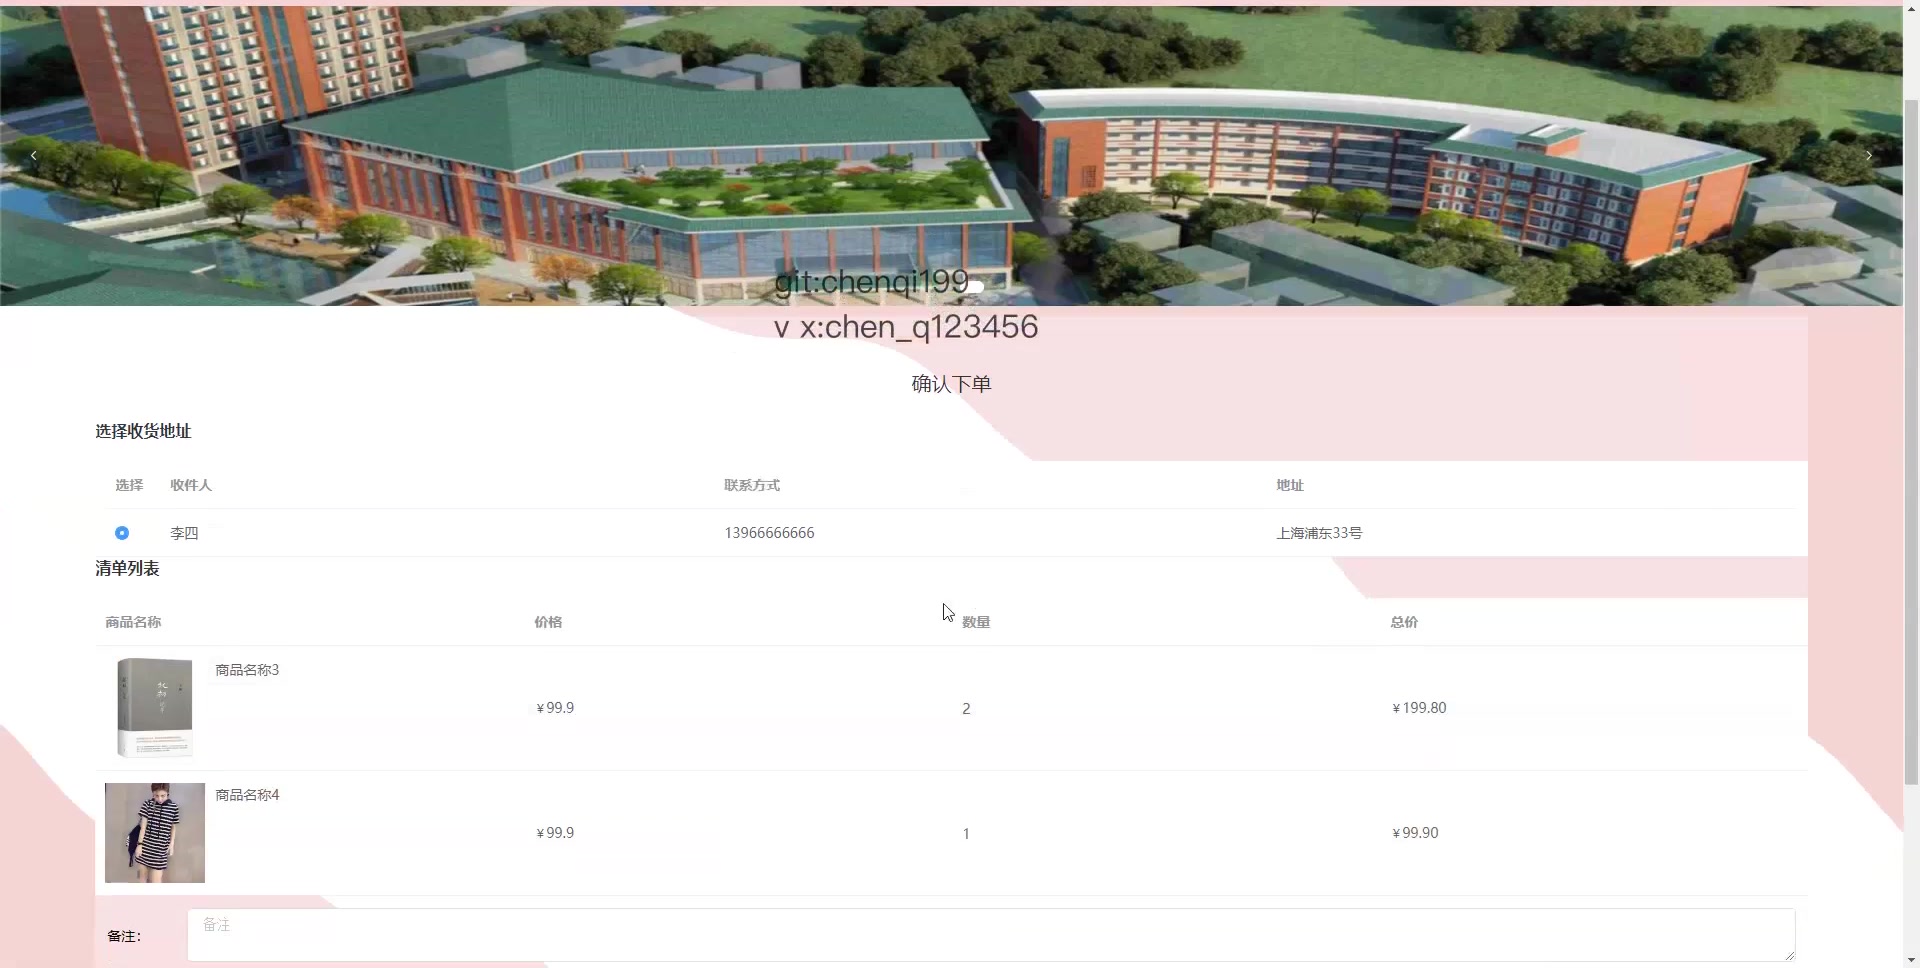 git:chenqi199
v x:chen_q123456
确认下单
选择收货地址
选择 收件人 联系方式 地址
李四 13966666666 上海浦东33号
清单列表
商品名称 价格 数量 总价
商品名称3
￥99.9 2 ￥199.80
商品名称4
￥99.9 1 ￥99.90
备注: 备注